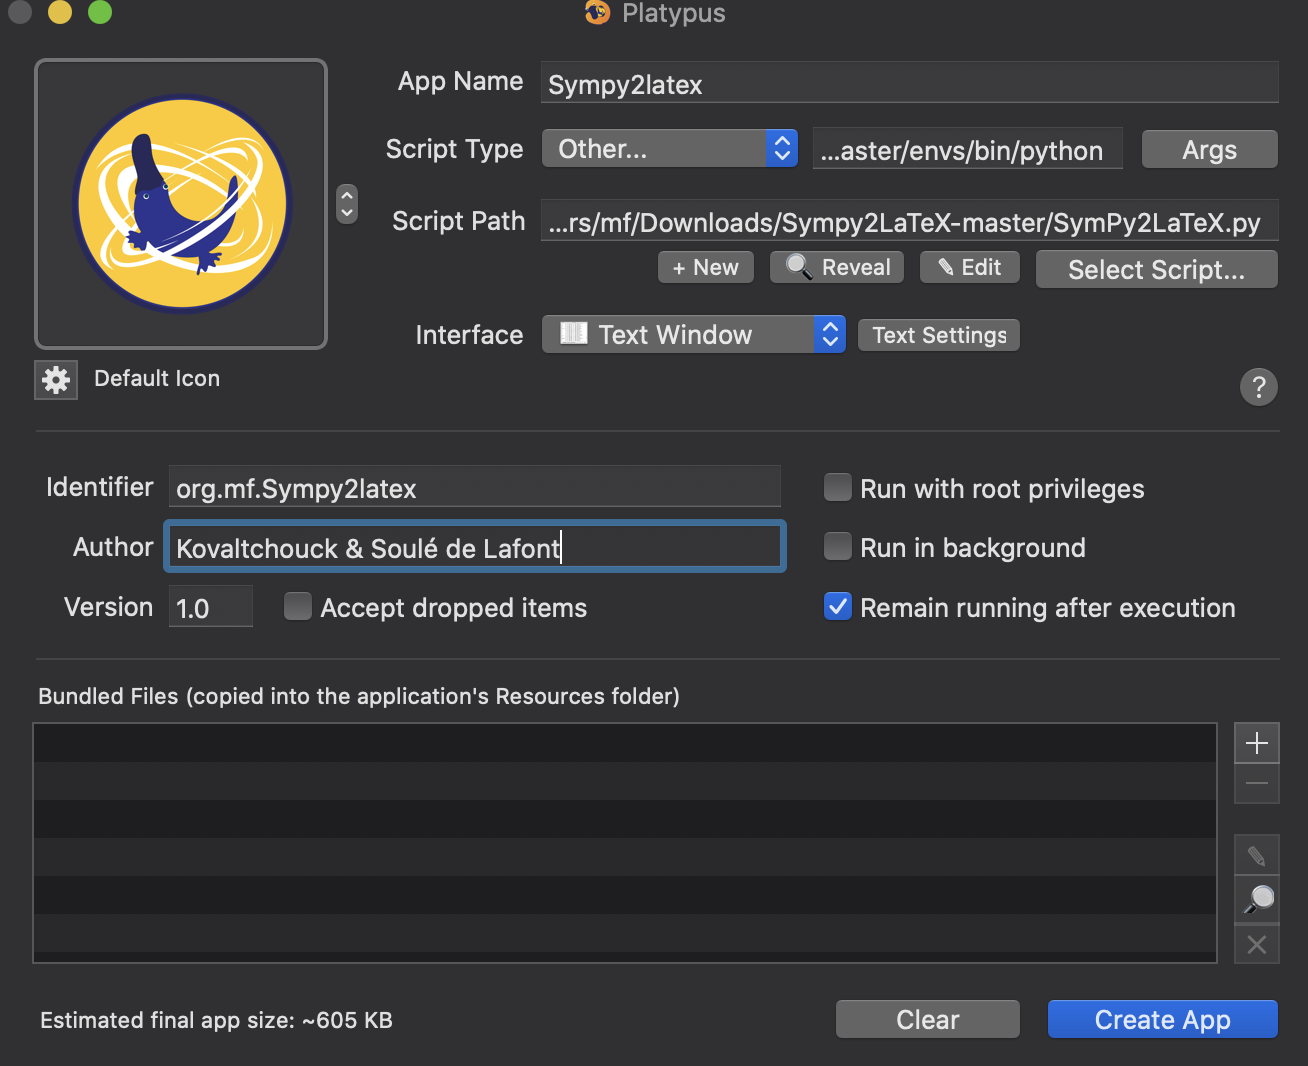 Platypus
App Name Sympy2latex
Script Type Other... ...aster/envs/bin/python Args
Script Path ...rs/mf/Downloads/Sympy2LaTeX-master/SymPy2LaTeX.py
+ New Reveal Edit Select Script...
Interface Text Window Text Settings
Default Icon ?
Identifier org.mf.Sympy2latex Run with root privileges
Author Kovaltchouck & Soulé de Lafont Run in background
Version 1.0 Accept dropped items Remain running after execution
Bundled Files (copied into the application's Resources folder)
Estimated final app size: ~605 KB Clear Create App